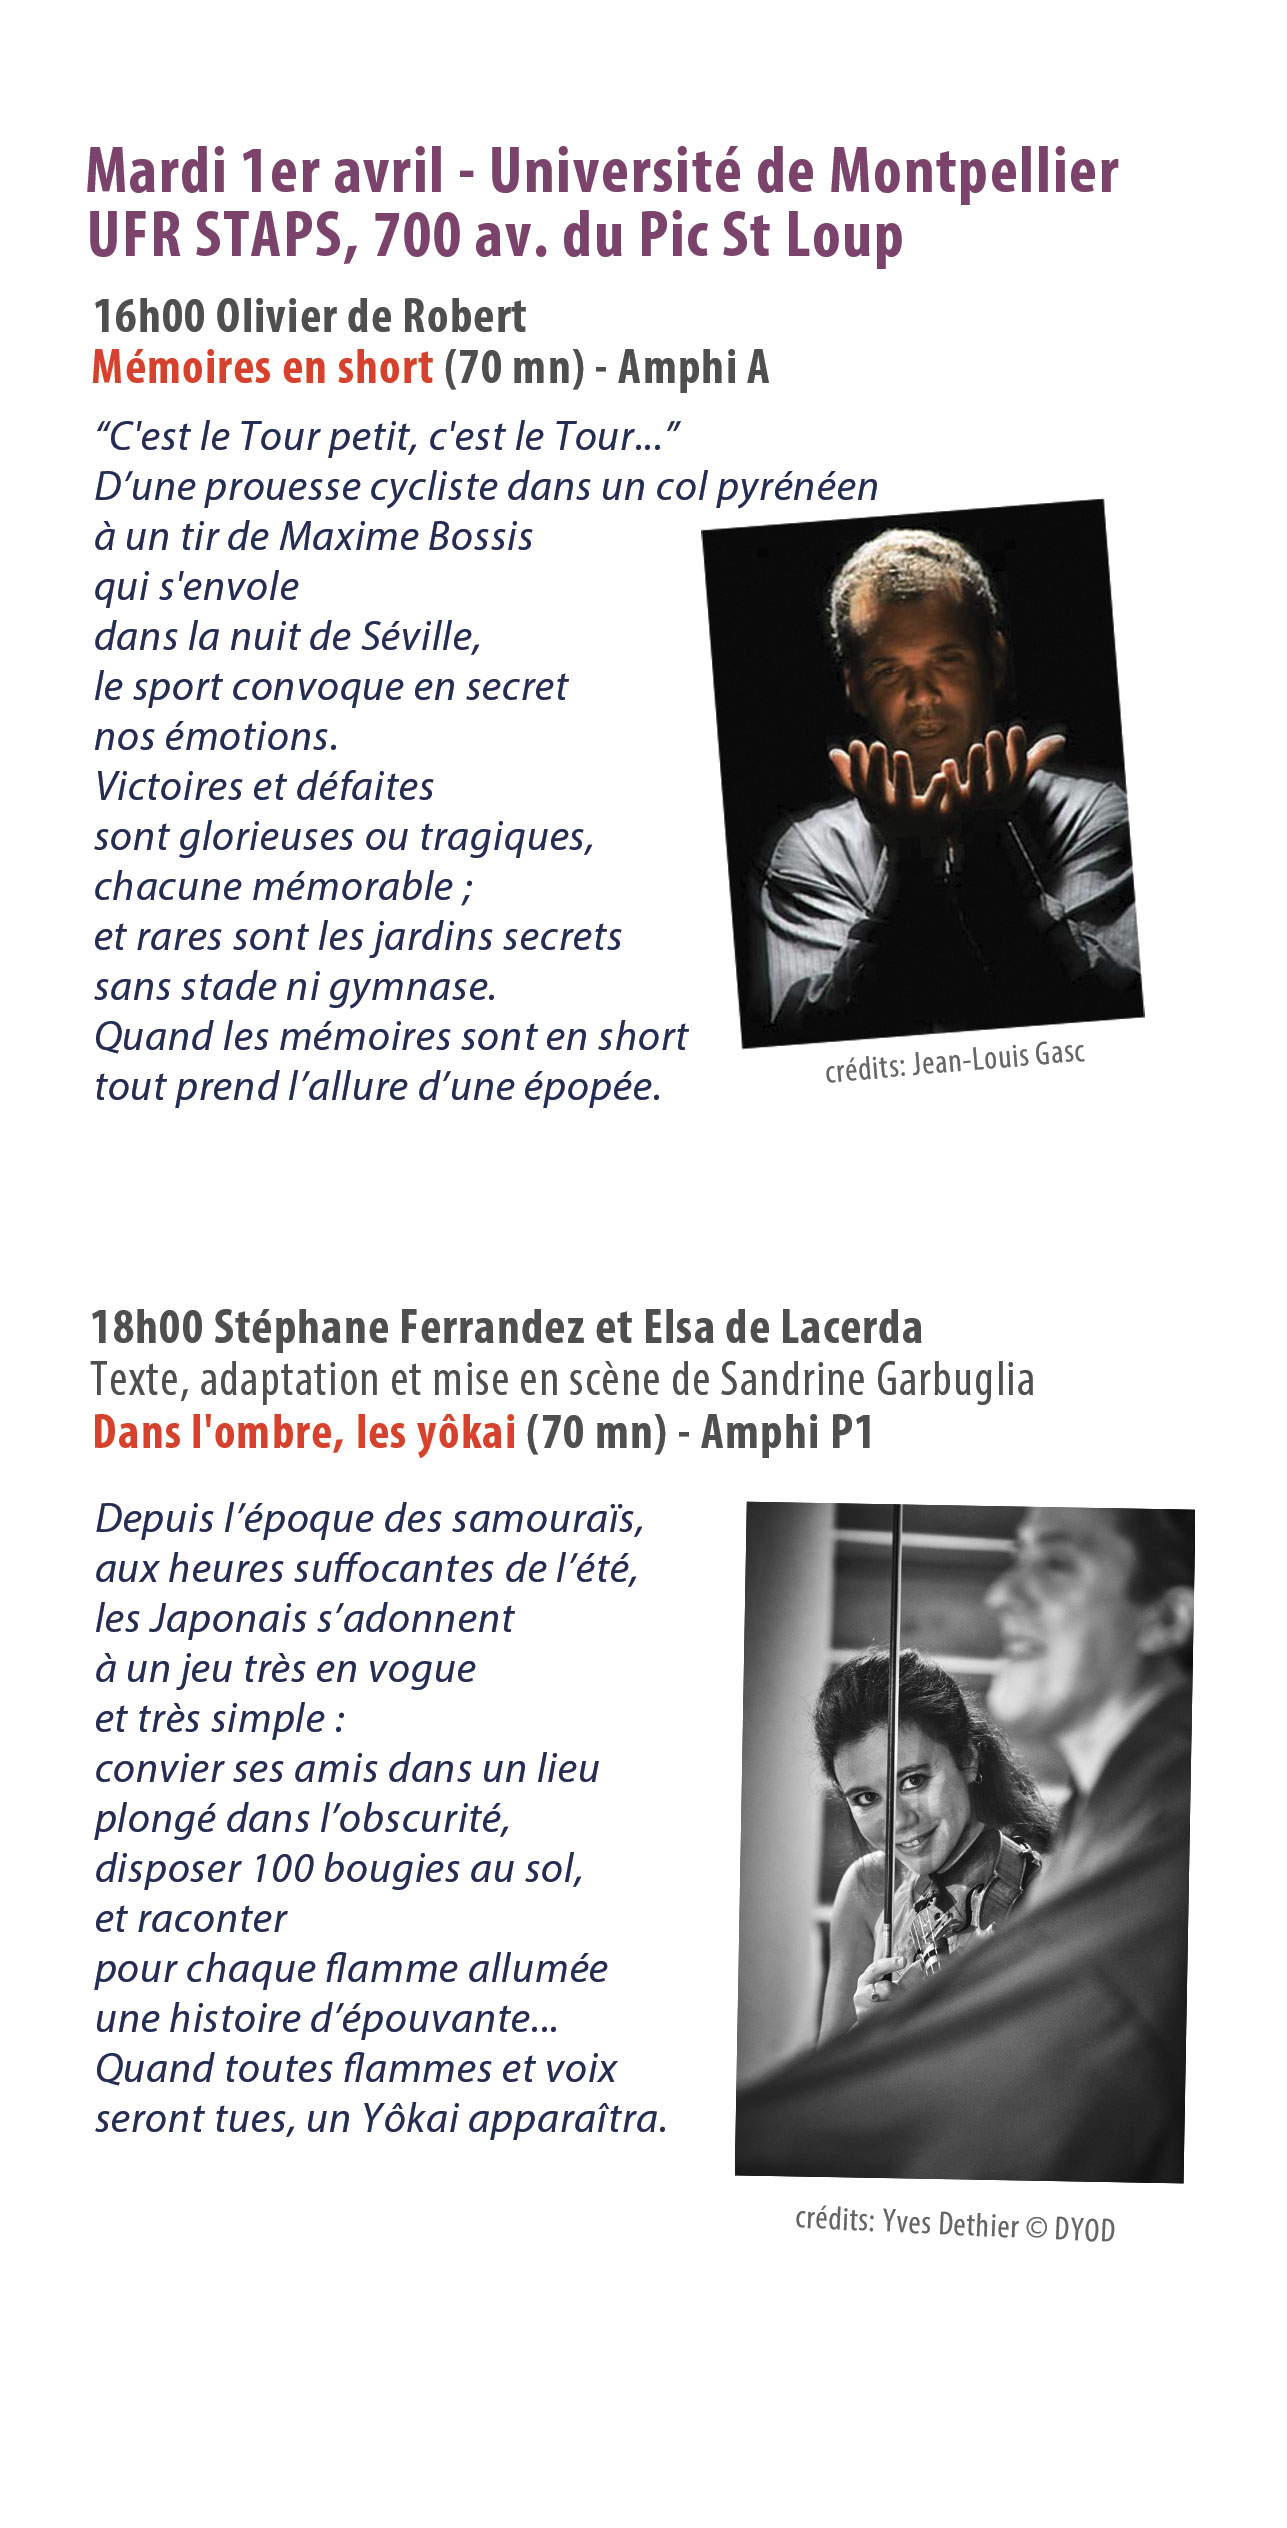 Mardi 1er avril - Université de Montpellier
UFR STAPS, 700 av. du Pic St Loup
16h00 Olivier de Robert
Mémoires en short (70 mn) - Amphi A
“C'est le Tour petit, c'est le Tour...”
D’une prouesse cycliste dans un col pyrénéen
à un tir de Maxime Bossis
qui s'envole
dans la nuit de Séville,
le sport convoque en secret
nos émotions.
Victoires et défaites
sont glorieuses ou tragiques,
chacune mémorable ;
et rares sont les jardins secrets
sans stade ni gymnase.
Quand les mémoires sont en short
tout prend l’allure d’une épopée.
crédits: Jean-Louis Gasc
18h00 Stéphane Ferrandez et Elsa de Lacerda
Texte, adaptation et mise en scène de Sandrine Garbuglia
Dans l'ombre, les yôkai (70 mn) - Amphi P1
Depuis l’époque des samouraïs,
aux heures suffocantes de l’été,
les Japonais s’adonnent
à un jeu très en vogue
et très simple :
convier ses amis dans un lieu
plongé dans l’obscurité,
disposer 100 bougies au sol,
et raconter
pour chaque flamme allumée
une histoire d’épouvante...
Quand toutes flammes et voix
seront tues, un Yôkai apparaîtra.
crédits: Yves Dethier © DYOD